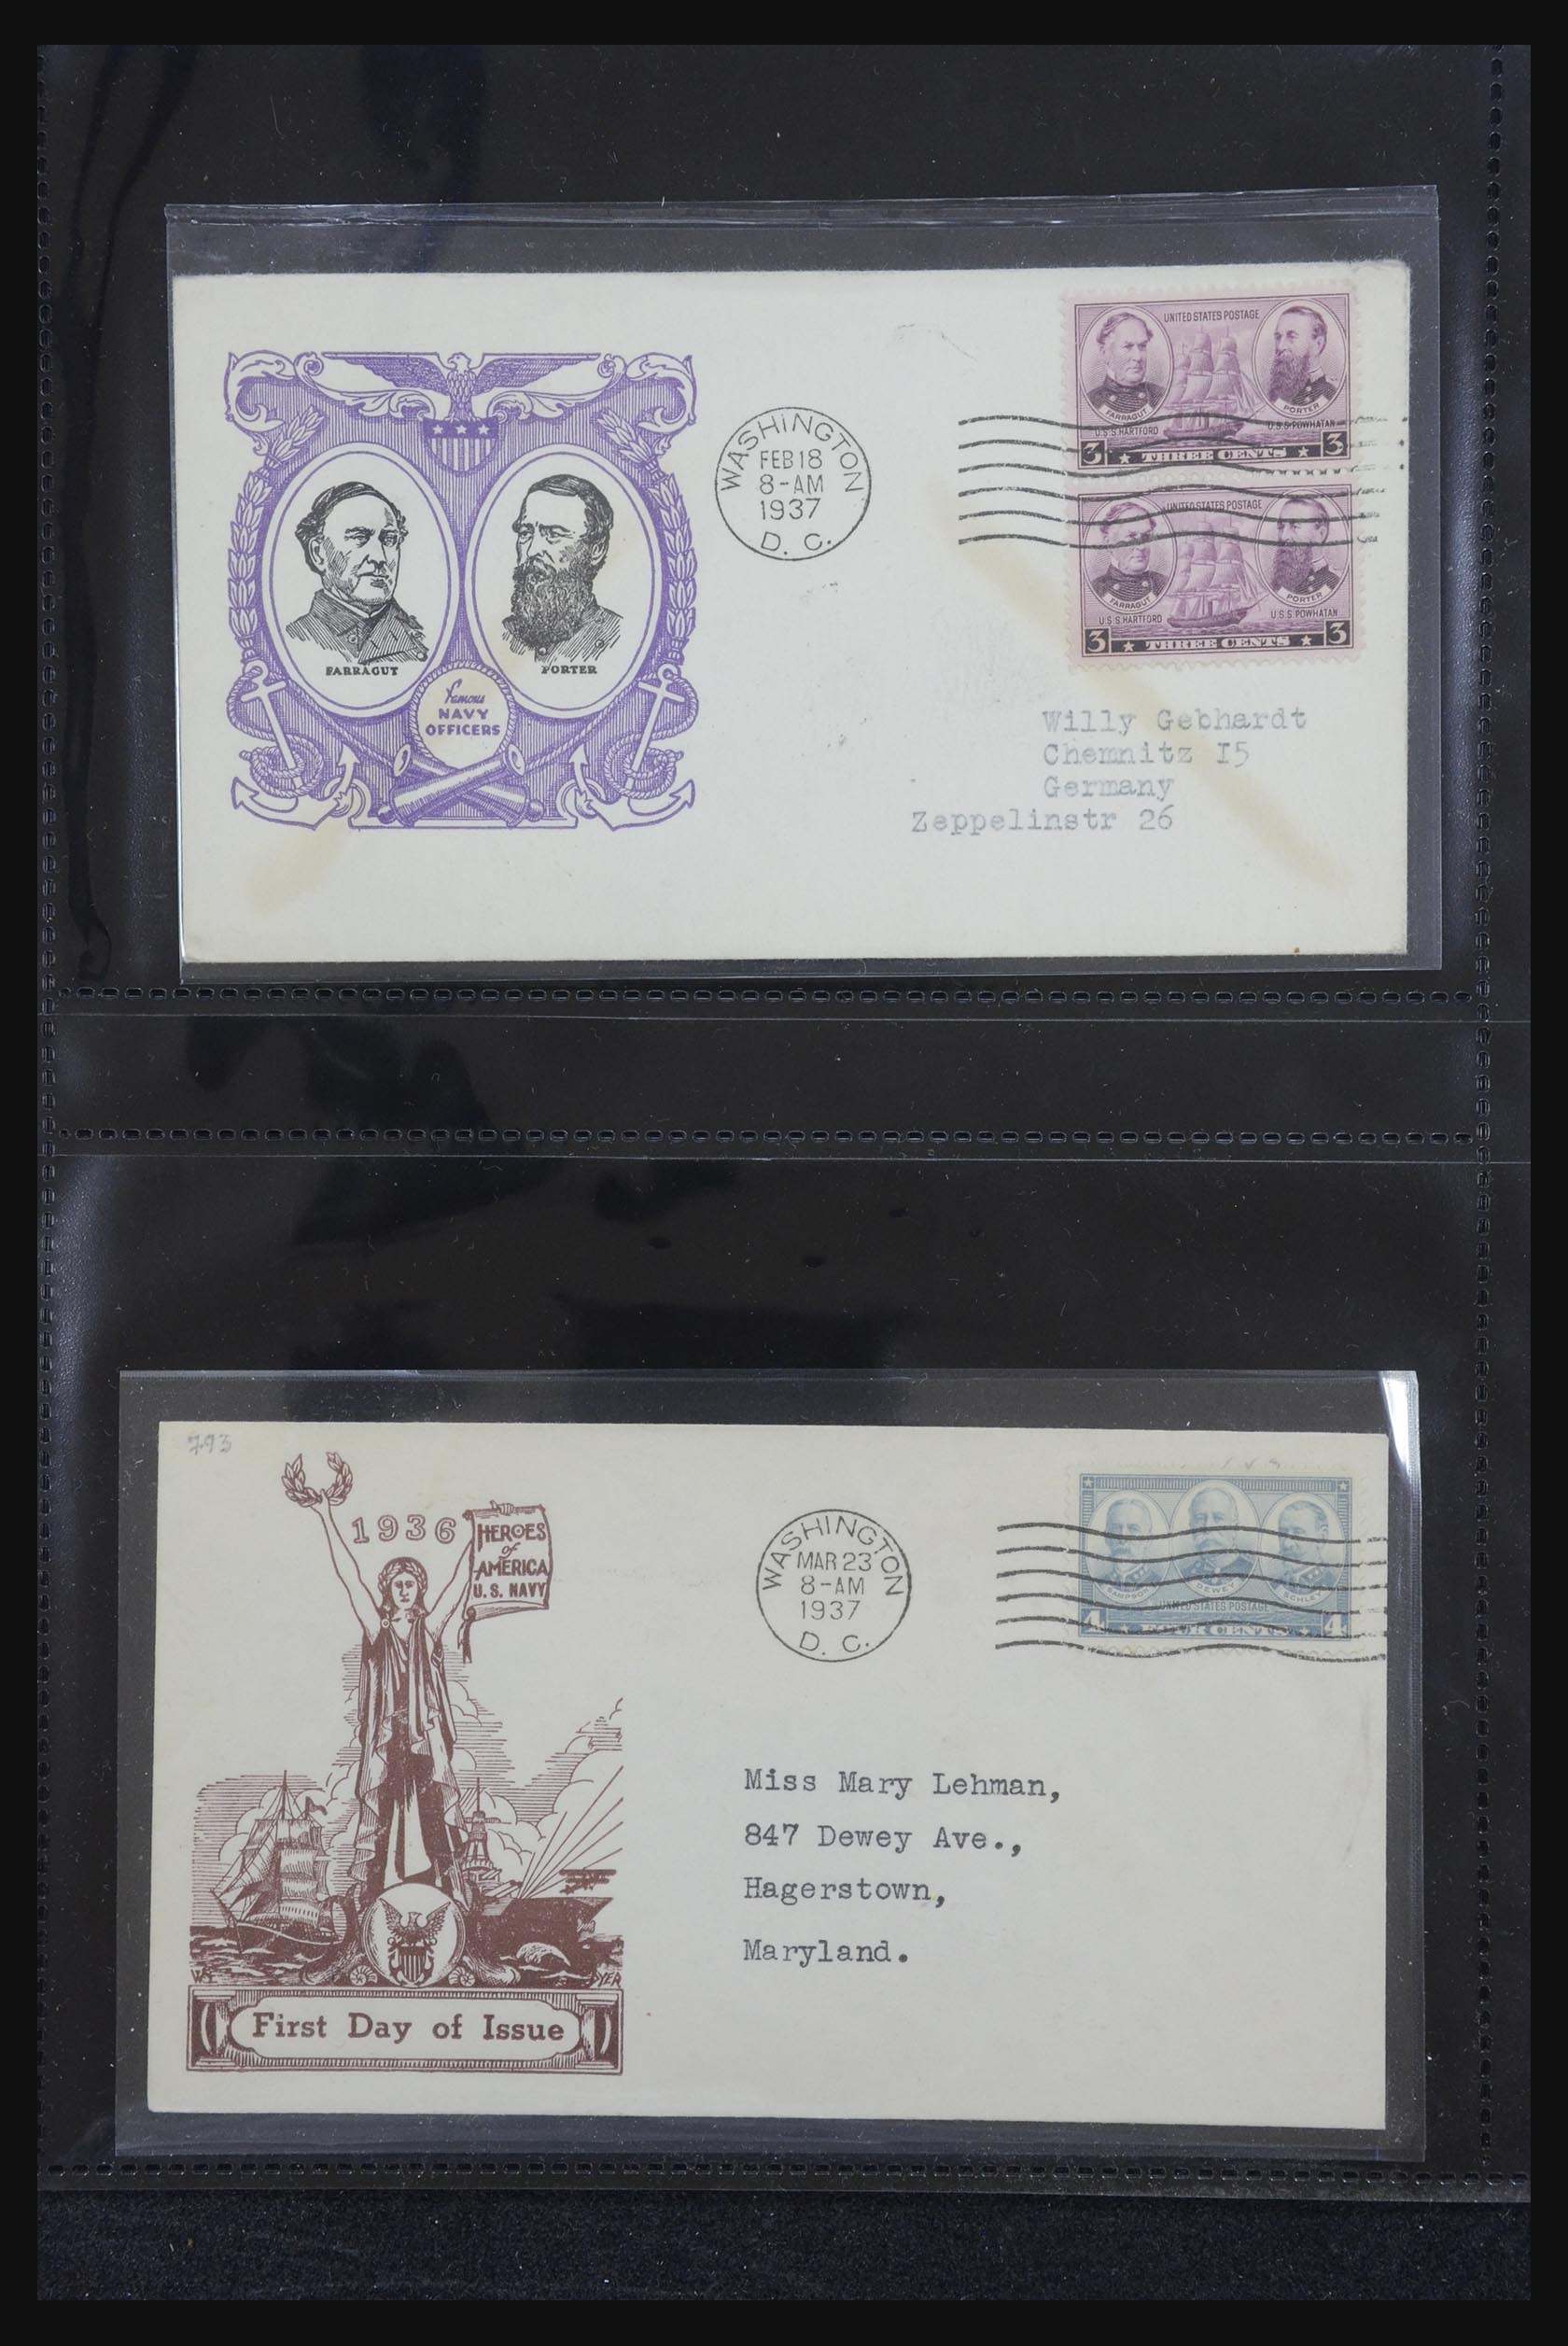 UNITED STATES POSTAGE
FARRAGUT
PORTER
U.S.S. HARTFORD
U.S.S. POWHATAN
3 THREE CENTS 3
WASHINGTON
FEB 18
8-AM
1937
D. C.
UNITED STATES POSTAGE
FARRAGUT
PORTER
U.S.S. HARTFORD
U.S.S. POWHATAN
3 THREE CENTS 3
FARRAGUT
PORTER
Famous
NAVY
OFFICERS
Willy Gebhardt
Chemnitz I5
Germany
Zeppelinstr 26
793
1936
HEROES
of
AMERICA
U.S. NAVY
WASHINGTON
MAR 23
8-AM
1937
D. C.
SAMPSON
DEWEY
SCHLEY
UNITED STATES POSTAGE
4 FOUR CENTS 4
Miss Mary Lehman,
847 Dewey Ave.,
Hagerstown,
Maryland.
DYER
First Day of Issue